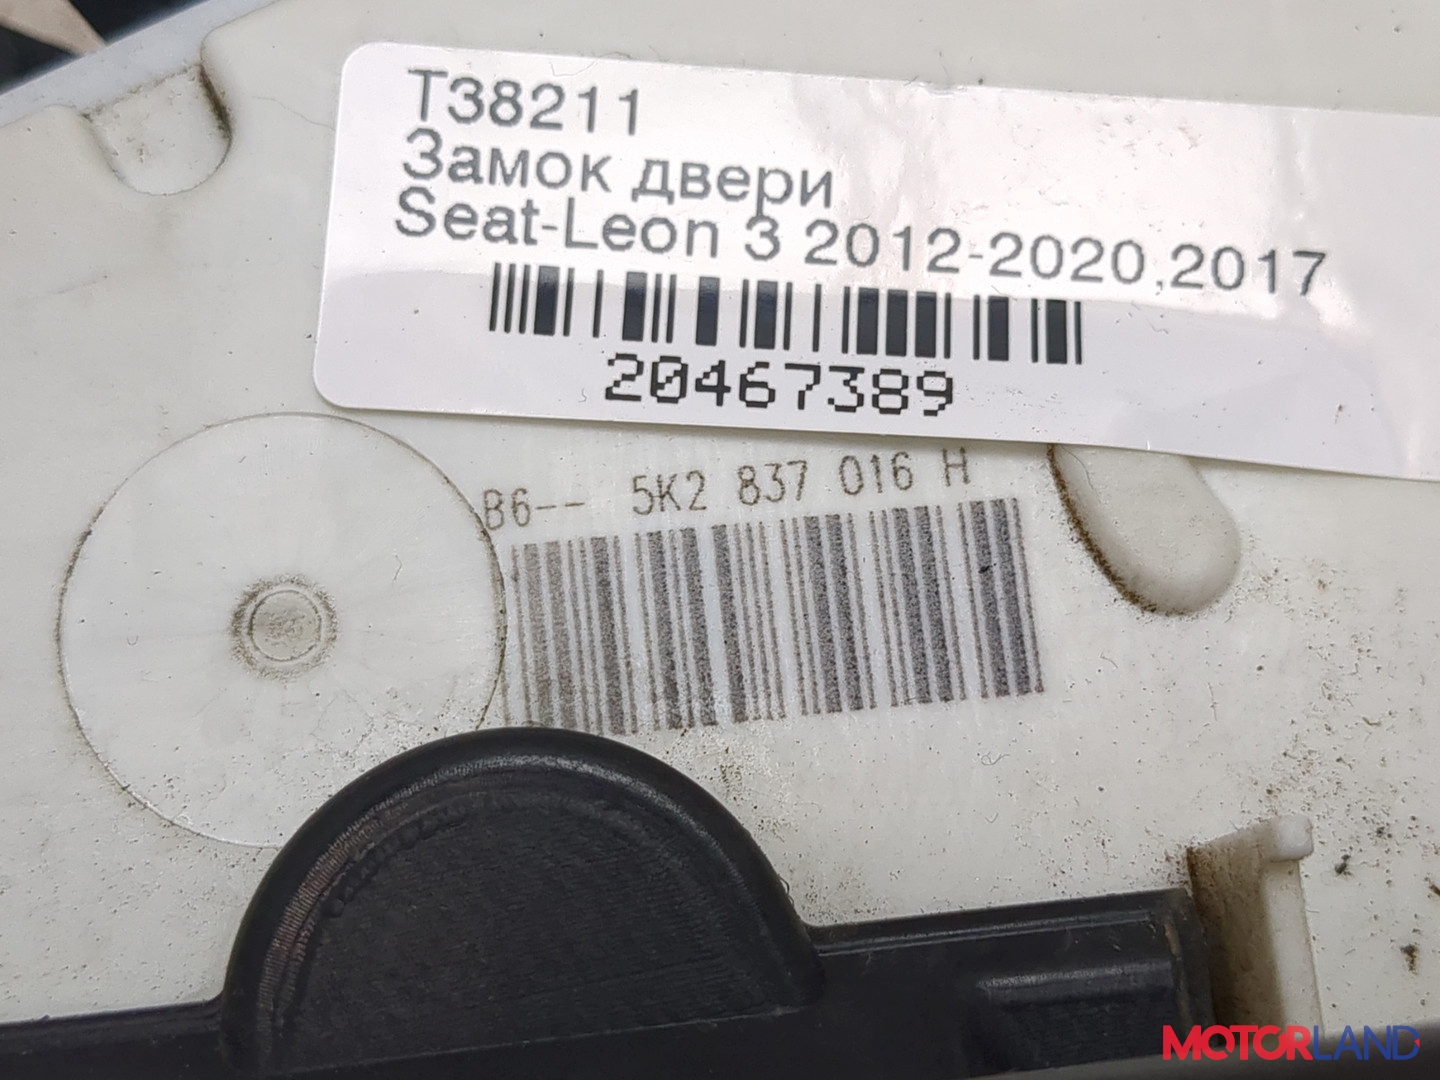 T38211
Замок двери
Seat-Leon 3 2012-2020,2017
20467389
B6-- 5K2 837 016 H
MOTORLAND